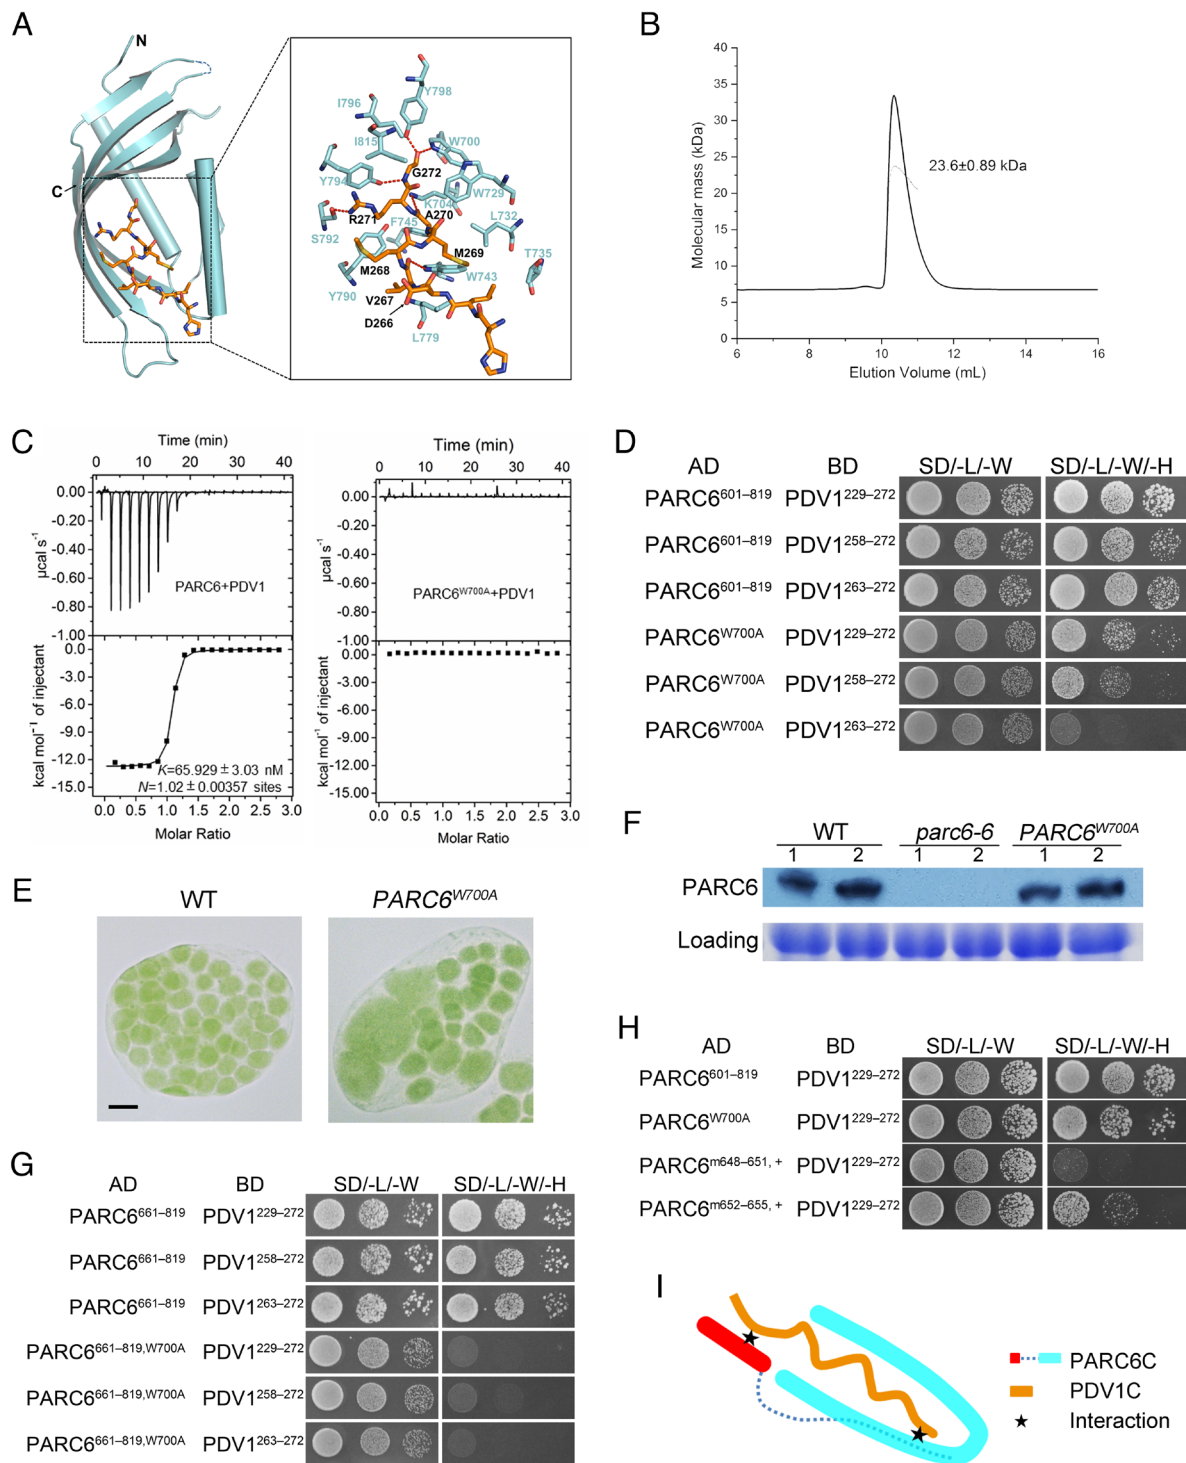 A
N
C
I796
Y798
I815
W700
G272
Y794
W729
K704
R271
A270
F745
L732
S792
M269
T735
M268
W743
Y790
V267
D266
L779
B
Molecular mass (kDa)
40
35
30
25
20
15
10
5
0
23.6±0.89 kDa
6 8 10 12 14 16
Elution Volume (mL)
C
Time (min)
0 10 20 30 40
µcal s⁻¹
0.00
-0.20
-0.40
-0.60
-0.80
-1.00
PARC6+PDV1
kcal mol⁻¹ of injectant
0.0
-3.0
-6.0
-9.0
-12.0
-15.0
K=65.929±3.03 nM
N=1.02±0.00357 sites
0.0 0.5 1.0 1.5 2.0 2.5 3.0
Molar Ratio
Time (min)
0 10 20 30 40
µcal s⁻¹
0.00
-0.20
-0.40
-0.60
-0.80
-1.00
PARC6ᵂ⁷⁰⁰ᴬ+PDV1
kcal mol⁻¹ of injectant
0.00
-3.00
-6.00
-9.00
-12.00
-15.00
0.0 0.5 1.0 1.5 2.0 2.5 3.0
Molar Ratio
D
AD BD SD/-L/-W SD/-L/-W/-H
PARC6⁶⁰¹⁻⁸¹⁹ PDV1²²⁹⁻²⁷²
PARC6⁶⁰¹⁻⁸¹⁹ PDV1²⁵⁸⁻²⁷²
PARC6⁶⁰¹⁻⁸¹⁹ PDV1²⁶³⁻²⁷²
PARC6ᵂ⁷⁰⁰ᴬ PDV1²²⁹⁻²⁷²
PARC6ᵂ⁷⁰⁰ᴬ PDV1²⁵⁸⁻²⁷²
PARC6ᵂ⁷⁰⁰ᴬ PDV1²⁶³⁻²⁷²
E
WT PARC6ᵂ⁷⁰⁰ᴬ
F
WT parc6-6 PARC6ᵂ⁷⁰⁰ᴬ
1 2 1 2 1 2
PARC6
Loading
G
AD BD SD/-L/-W SD/-L/-W/-H
PARC6⁶⁶¹⁻⁸¹⁹ PDV1²²⁹⁻²⁷²
PARC6⁶⁶¹⁻⁸¹⁹ PDV1²⁵⁸⁻²⁷²
PARC6⁶⁶¹⁻⁸¹⁹ PDV1²⁶³⁻²⁷²
PARC6⁶⁶¹⁻⁸¹⁹,ᵂ⁷⁰⁰ᴬ PDV1²²⁹⁻²⁷²
PARC6⁶⁶¹⁻⁸¹⁹,ᵂ⁷⁰⁰ᴬ PDV1²⁵⁸⁻²⁷²
PARC6⁶⁶¹⁻⁸¹⁹,ᵂ⁷⁰⁰ᴬ PDV1²⁶³⁻²⁷²
H
AD BD SD/-L/-W SD/-L/-W/-H
PARC6⁶⁰¹⁻⁸¹⁹ PDV1²²⁹⁻²⁷²
PARC6ᵂ⁷⁰⁰ᴬ PDV1²²⁹⁻²⁷²
PARC6ᵐ⁶⁴⁸⁻⁶⁵¹, ⁺ PDV1²²⁹⁻²⁷²
PARC6ᵐ⁶⁵²⁻⁶⁵⁵, ⁺ PDV1²²⁹⁻²⁷²
I
PARC6C
PDV1C
Interaction